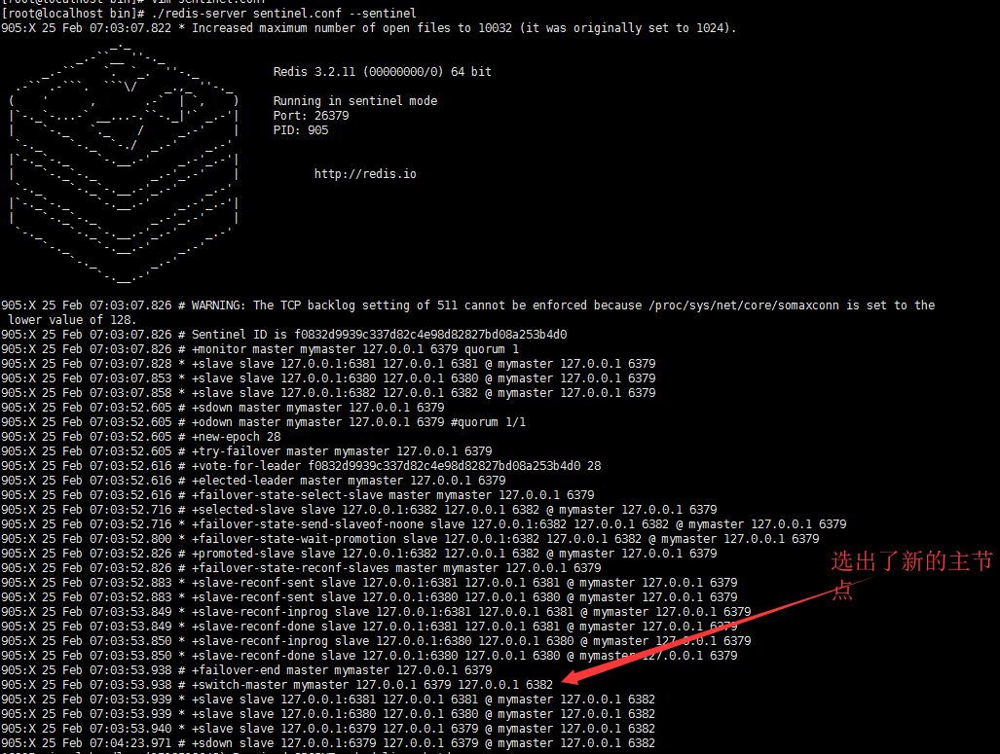 [root@localhost bin]# vim sentinel.conf
[root@localhost bin]# ./redis-server sentinel.conf --sentinel
905:X 25 Feb 07:03:07.822 * Increased maximum number of open files to 10032 (it was originally set to 1024).
Redis 3.2.11 (00000000/0) 64 bit
Running in sentinel mode
Port: 26379
PID: 905
http://redis.io
905:X 25 Feb 07:03:07.826 # WARNING: The TCP backlog setting of 511 cannot be enforced because /proc/sys/net/core/somaxconn is set to the
lower value of 128.
905:X 25 Feb 07:03:07.826 # Sentinel ID is f0832d9939c337d82c4e98d82827bd08a253b4d0
905:X 25 Feb 07:03:07.826 # +monitor master mymaster 127.0.0.1 6379 quorum 1
905:X 25 Feb 07:03:07.828 * +slave slave 127.0.0.1:6381 127.0.0.1 6381 @ mymaster 127.0.0.1 6379
905:X 25 Feb 07:03:07.853 * +slave slave 127.0.0.1:6380 127.0.0.1 6380 @ mymaster 127.0.0.1 6379
905:X 25 Feb 07:03:07.858 * +slave slave 127.0.0.1:6382 127.0.0.1 6382 @ mymaster 127.0.0.1 6379
905:X 25 Feb 07:03:52.605 # +sdown master mymaster 127.0.0.1 6379
905:X 25 Feb 07:03:52.605 # +odown master mymaster 127.0.0.1 6379 #quorum 1/1
905:X 25 Feb 07:03:52.605 # +new-epoch 28
905:X 25 Feb 07:03:52.605 # +try-failover master mymaster 127.0.0.1 6379
905:X 25 Feb 07:03:52.616 # +vote-for-leader f0832d9939c337d82c4e98d82827bd08a253b4d0 28
905:X 25 Feb 07:03:52.616 # +elected-leader master mymaster 127.0.0.1 6379
905:X 25 Feb 07:03:52.616 # +failover-state-select-slave master mymaster 127.0.0.1 6379
905:X 25 Feb 07:03:52.716 # +selected-slave slave 127.0.0.1:6382 127.0.0.1 6382 @ mymaster 127.0.0.1 6379
905:X 25 Feb 07:03:52.716 * +failover-state-send-slaveof-noone slave 127.0.0.1:6382 127.0.0.1 6382 @ mymaster 127.0.0.1 6379
905:X 25 Feb 07:03:52.800 * +failover-state-wait-promotion slave 127.0.0.1:6382 127.0.0.1 6382 @ mymaster 127.0.0.1 6379
905:X 25 Feb 07:03:52.826 # +promoted-slave slave 127.0.0.1:6382 127.0.0.1 6382 @ mymaster 127.0.0.1 6379
905:X 25 Feb 07:03:52.826 # +failover-state-reconf-slaves master mymaster 127.0.0.1 6379
选出了新的主节
点
905:X 25 Feb 07:03:52.883 * +slave-reconf-sent slave 127.0.0.1:6381 127.0.0.1 6381 @ mymaster 127.0.0.1 6379
905:X 25 Feb 07:03:52.883 * +slave-reconf-sent slave 127.0.0.1:6380 127.0.0.1 6380 @ mymaster 127.0.0.1 6379
905:X 25 Feb 07:03:53.849 * +slave-reconf-inprog slave 127.0.0.1:6381 127.0.0.1 6381 @ mymaster 127.0.0.1 6379
905:X 25 Feb 07:03:53.849 * +slave-reconf-done slave 127.0.0.1:6381 127.0.0.1 6381 @ mymaster 127.0.0.1 6379
905:X 25 Feb 07:03:53.850 * +slave-reconf-inprog slave 127.0.0.1:6380 127.0.0.1 6380 @ mymaster 127.0.0.1 6379
905:X 25 Feb 07:03:53.850 * +slave-reconf-done slave 127.0.0.1:6380 127.0.0.1 6380 @ mymaster 127.0.0.1 6379
905:X 25 Feb 07:03:53.938 # +failover-end master mymaster 127.0.0.1 6379
905:X 25 Feb 07:03:53.938 # +switch-master mymaster 127.0.0.1 6379 127.0.0.1 6382
905:X 25 Feb 07:03:53.939 * +slave slave 127.0.0.1:6381 127.0.0.1 6381 @ mymaster 127.0.0.1 6382
905:X 25 Feb 07:03:53.939 * +slave slave 127.0.0.1:6380 127.0.0.1 6380 @ mymaster 127.0.0.1 6382
905:X 25 Feb 07:03:53.940 * +slave slave 127.0.0.1:6379 127.0.0.1 6379 @ mymaster 127.0.0.1 6382
905:X 25 Feb 07:04:23.971 # +sdown slave 127.0.0.1:6379 127.0.0.1 6379 @ mymaster 127.0.0.1 6382